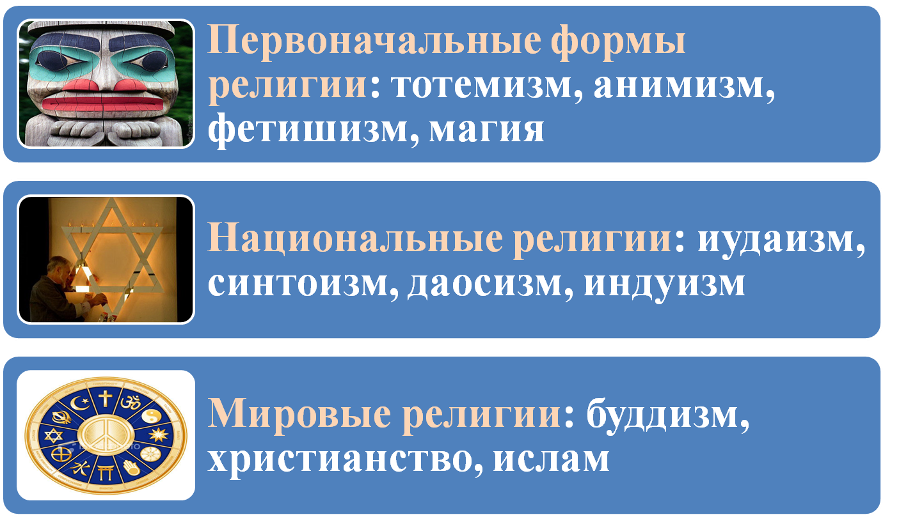 Первоначальные формы
религии: тотемизм, анимизм,
фетишизм, магия
Национальные религии: иудаизм,
синтоизм, даосизм, индуизм
Мировые религии: буддизм,
христианство, ислам